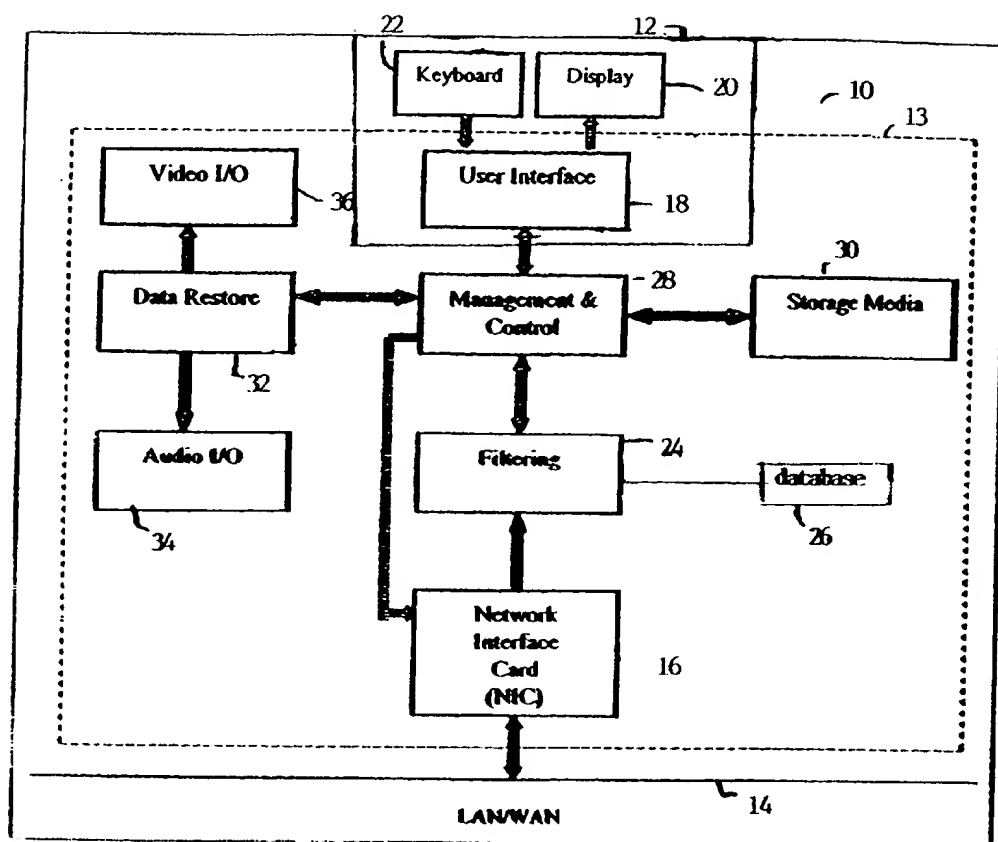 22
12
Keyboard
Display
20
10
13
Video I/O
36
User Interface
18
28
30
Data Restore
32
Management &
Control
Storage Media
Audio I/O
34
Filtering
24
database
26
Network
Interface
Card
(NIC)
16
14
LAN/WAN